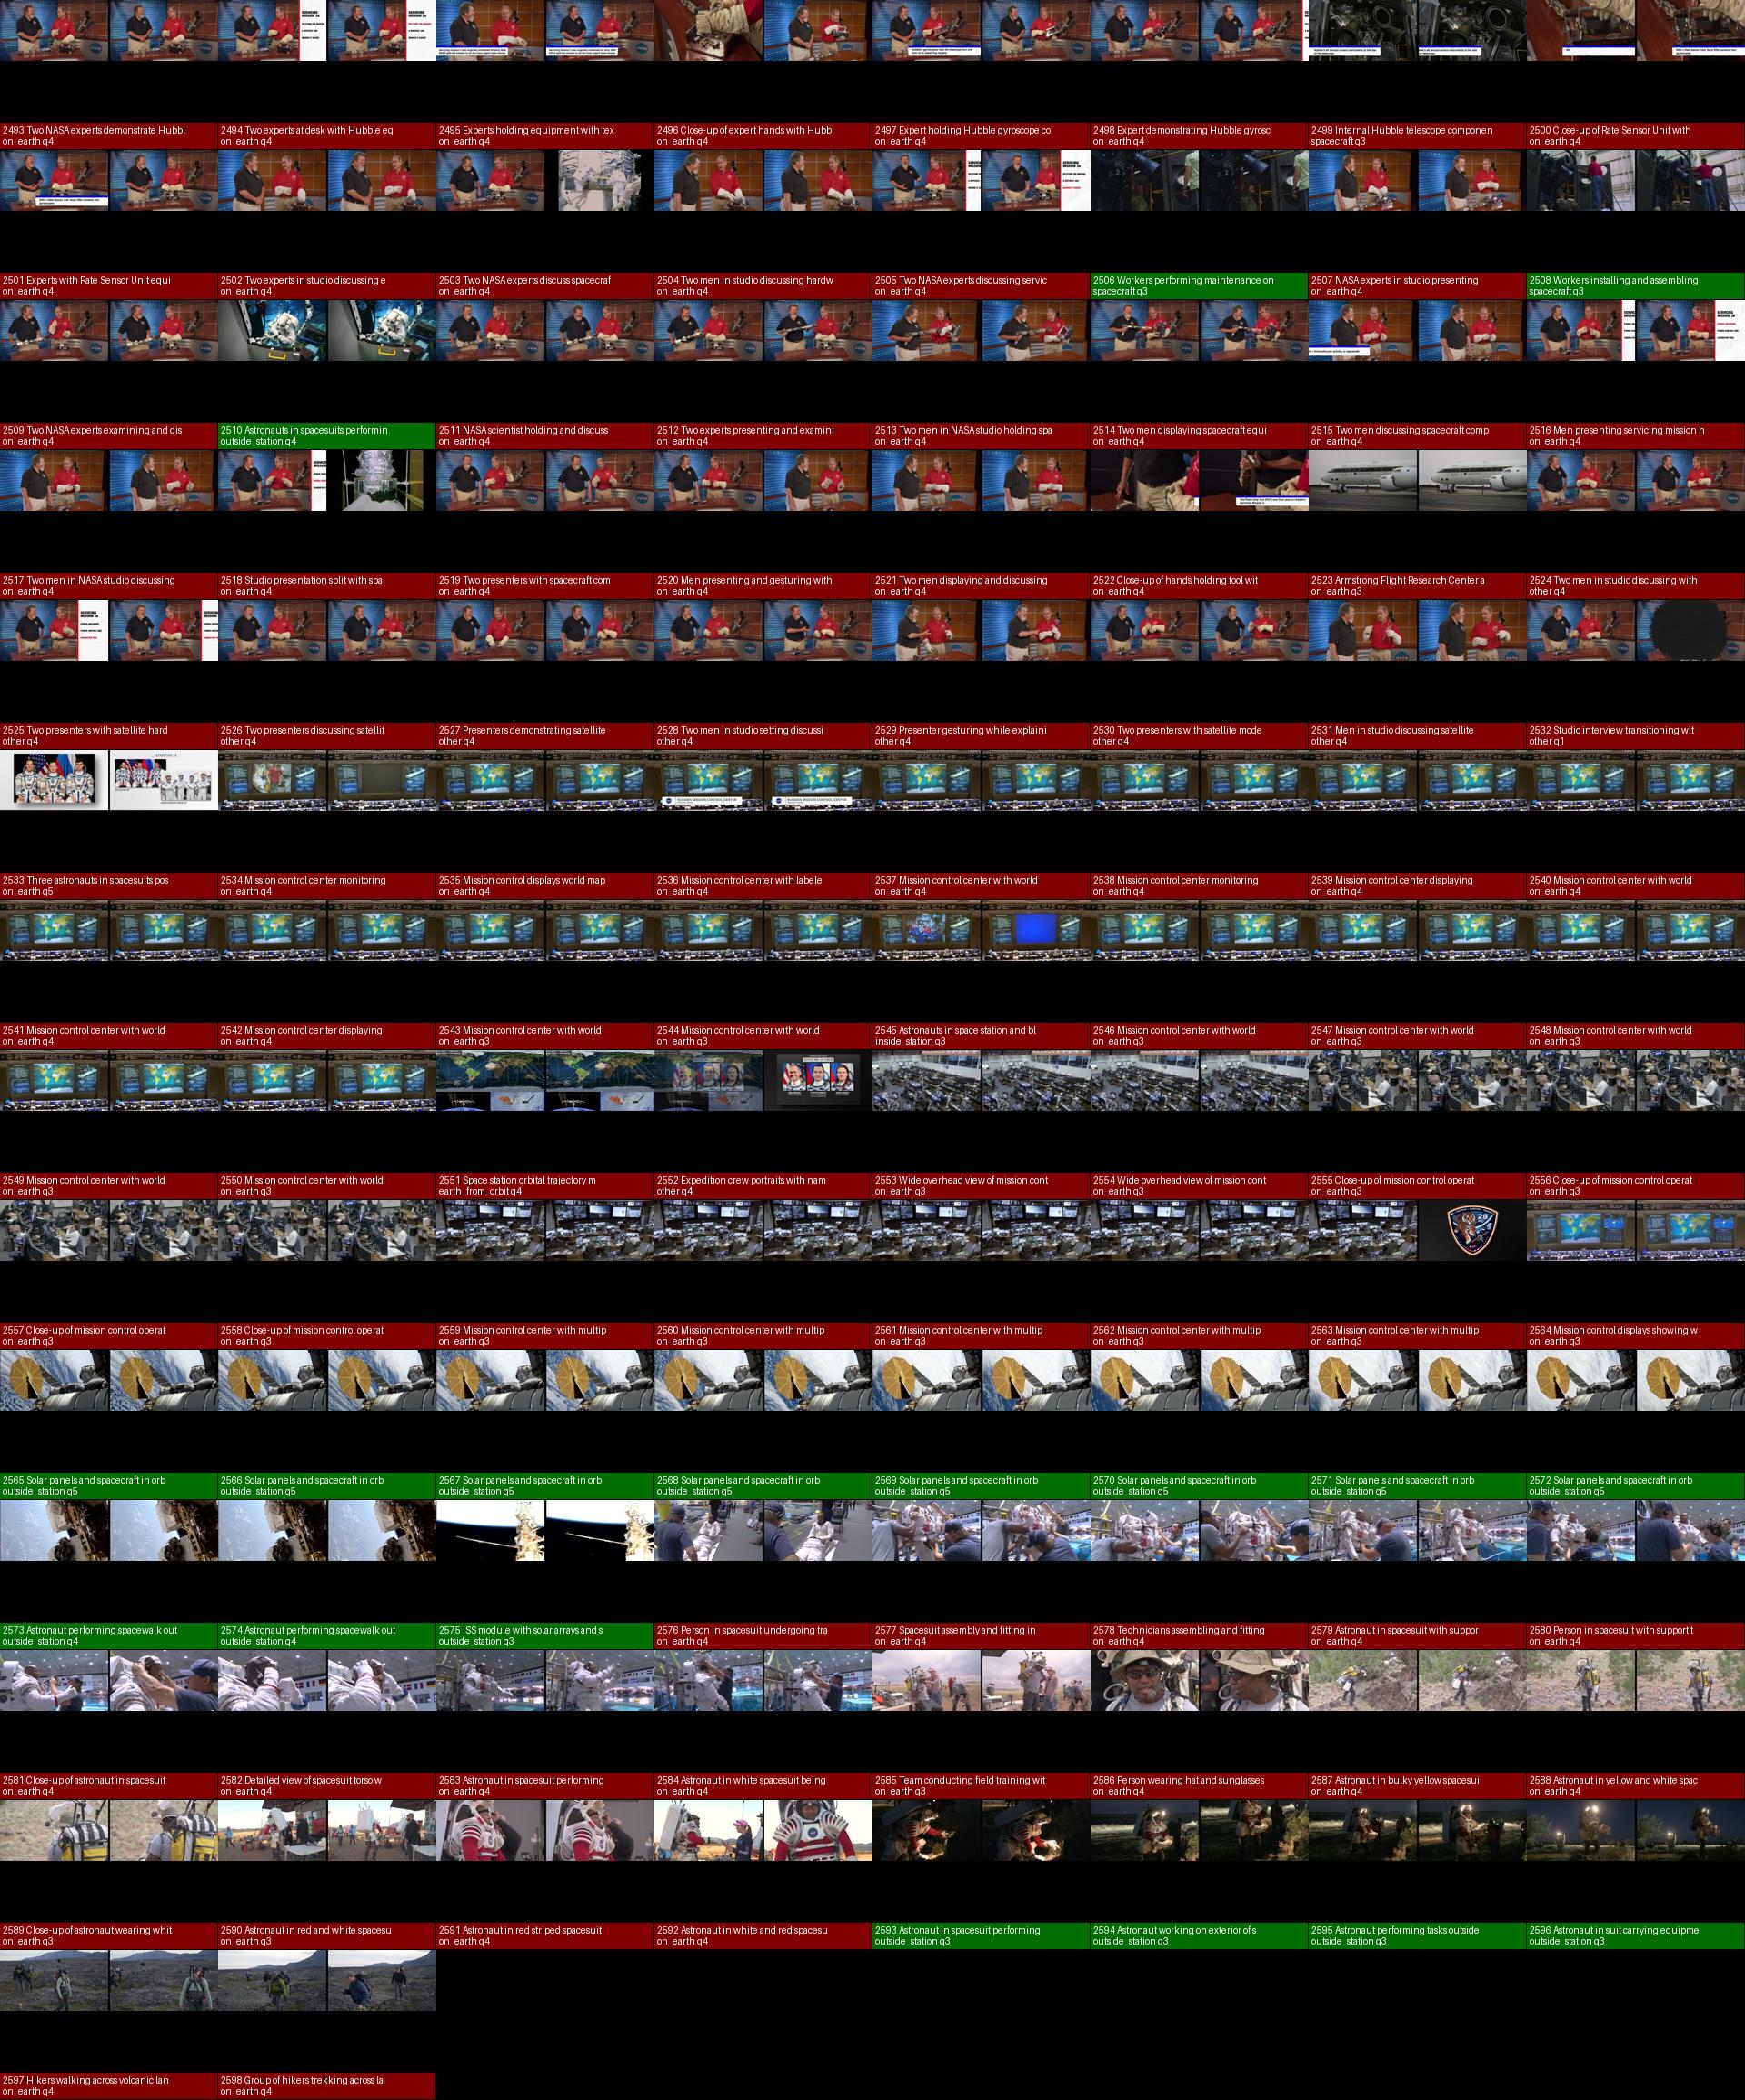 2493 Two NASA experts demonstrate Hubbl
on_earth q4
2494 Two experts at desk with Hubble eq
on_earth q4
2495 Experts holding equipment with tex
on_earth q4
2496 Close-up of expert hands with Hubb
on_earth q4
2497 Expert holding Hubble gyroscope co
on_earth q4
2498 Expert demonstrating Hubble gyrosc
on_earth q4
2499 Internal Hubble telescope componen
spacecraft q3
2500 Close-up of Rate Sensor Unit with
on_earth q4
2501 Experts with Rate Sensor Unit equi
on_earth q4
2502 Two experts in studio discussing e
on_earth q4
2503 Two NASA experts discuss spacecraf
on_earth q4
2504 Two men in studio discussing hardw
on_earth q4
2505 Two NASA experts discussing servic
on_earth q4
2506 Workers performing maintenance on
spacecraft q3
2507 NASA experts in studio presenting
on_earth q4
2508 Workers installing and assembling
spacecraft q3
2509 Two NASA experts examining and dis
on_earth q4
2510 Astronauts in spacesuits performin
outside_station q4
2511 NASA scientist holding and discuss
on_earth q4
2512 Two experts presenting and examini
on_earth q4
2513 Two men in NASA studio holding spa
on_earth q4
2514 Two men displaying spacecraft equi
on_earth q4
2515 Two men discussing spacecraft comp
on_earth q4
2516 Men presenting servicing mission h
on_earth q4
2517 Two men in NASA studio discussing
on_earth q4
2518 Studio presentation split with spa
on_earth q4
2519 Two presenters with spacecraft com
on_earth q4
2520 Men presenting and gesturing with
on_earth q4
2521 Two men displaying and discussing
on_earth q4
2522 Close-up of hands holding tool wit
on_earth q4
2523 Armstrong Flight Research Center a
on_earth q3
2524 Two men in studio discussing with
other q4
2525 Two presenters with satellite hard
other q4
2526 Two presenters discussing satellit
other q4
2527 Presenters demonstrating satellite
other q4
2528 Two men in studio setting discussi
other q4
2529 Presenter gesturing while explaini
other q4
2530 Two presenters with satellite mode
other q4
2531 Men in studio discussing satellite
other q4
2532 Studio interview transitioning wit
other q1
2533 Three astronauts in spacesuits pos
on_earth q5
2534 Mission control center monitoring
on_earth q4
2535 Mission control displays world map
on_earth q4
2536 Mission control center with labele
on_earth q4
2537 Mission control center with world
on_earth q4
2538 Mission control center monitoring
on_earth q4
2539 Mission control center displaying
on_earth q4
2540 Mission control center with world
on_earth q4
2541 Mission control center with world
on_earth q4
2542 Mission control center displaying
on_earth q4
2543 Mission control center with world
on_earth q3
2544 Mission control center with world
on_earth q3
2545 Astronauts in space station and bl
inside_station q3
2546 Mission control center with world
on_earth q3
2547 Mission control center with world
on_earth q3
2548 Mission control center with world
on_earth q3
2549 Mission control center with world
on_earth q3
2550 Mission control center with world
on_earth q3
2551 Space station orbital trajectory m
earth_from_orbit q4
2552 Expedition crew portraits with nam
other q4
2553 Wide overhead view of mission cont
on_earth q3
2554 Wide overhead view of mission cont
on_earth q3
2555 Close-up of mission control operat
on_earth q3
2556 Close-up of mission control operat
on_earth q3
2557 Close-up of mission control operat
on_earth q3
2558 Close-up of mission control operat
on_earth q3
2559 Mission control center with multip
on_earth q3
2560 Mission control center with multip
on_earth q3
2561 Mission control center with multip
on_earth q3
2562 Mission control center with multip
on_earth q3
2563 Mission control center with multip
on_earth q3
2564 Mission control displays showing w
on_earth q3
2565 Solar panels and spacecraft in orb
outside_station q5
2566 Solar panels and spacecraft in orb
outside_station q5
2567 Solar panels and spacecraft in orb
outside_station q5
2568 Solar panels and spacecraft in orb
outside_station q5
2569 Solar panels and spacecraft in orb
outside_station q5
2570 Solar panels and spacecraft in orb
outside_station q5
2571 Solar panels and spacecraft in orb
outside_station q5
2572 Solar panels and spacecraft in orb
outside_station q5
2573 Astronaut performing spacewalk out
outside_station q4
2574 Astronaut performing spacewalk out
outside_station q4
2575 ISS module with solar arrays and s
outside_station q3
2576 Person in spacesuit undergoing tra
on_earth q4
2577 Spacesuit assembly and fitting in
on_earth q4
2578 Technicians assembling and fitting
on_earth q4
2579 Astronaut in spacesuit with suppor
on_earth q4
2580 Person in spacesuit with support t
on_earth q4
2581 Close-up of astronaut in spacesuit
on_earth q4
2582 Detailed view of spacesuit torso w
on_earth q4
2583 Astronaut in spacesuit performing
on_earth q4
2584 Astronaut in white spacesuit being
on_earth q4
2585 Team conducting field training wit
on_earth q3
2586 Person wearing hat and sunglasses
on_earth q4
2587 Astronaut in bulky yellow spacesui
on_earth q4
2588 Astronaut in yellow and white spac
on_earth q4
2589 Close-up of astronaut wearing whit
on_earth q3
2590 Astronaut in red and white spacesu
on_earth q3
2591 Astronaut in red striped spacesuit
on_earth q4
2592 Astronaut in white and red spacesu
on_earth q4
2593 Astronaut in spacesuit performing
outside_station q3
2594 Astronaut working on exterior of s
outside_station q3
2595 Astronaut performing tasks outside
outside_station q3
2596 Astronaut in suit carrying equipme
outside_station q3
2597 Hikers walking across volcanic lan
on_earth q4
2598 Group of hikers trekking across la
on_earth q4